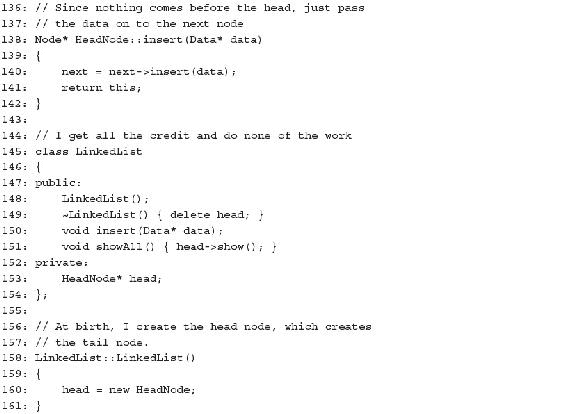 136: // Since nothing comes before the head, just pass
137: // the data on to the next node
138: Node* HeadNode::insert(Data* data)
139: {
140:     next = next->insert(data);
141:     return this;
142: }
143:
144: // I get all the credit and do none of the work
145: class LinkedList
146: {
147: public:
148:     LinkedList();
149:     ~LinkedList() { delete head; }
150:     void insert(Data* data);
151:     void showAll() { head->show(); }
152: private:
153:     HeadNode* head;
154: };
155:
156: // At birth, I create the head node, which creates
157: // the tail node.
158: LinkedList::LinkedList()
159: {
160:     head = new HeadNode;
161: }